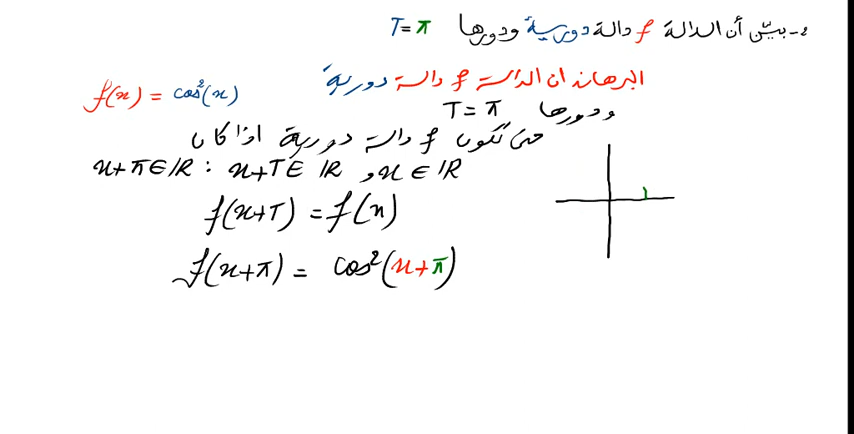 2- بيّن أن الدالة f دالة دورية ودورها T = π
البرهان ان الدالة f دالة دورية
f(x) = cos²(x)
ودورها T = π
حتى تكون f دالة دورية اذا كان
x ∈ IR و x+T ∈ IR : x+π ∈ IR
f(x+T) = f(x)
f(x+π) = cos²(x+π)